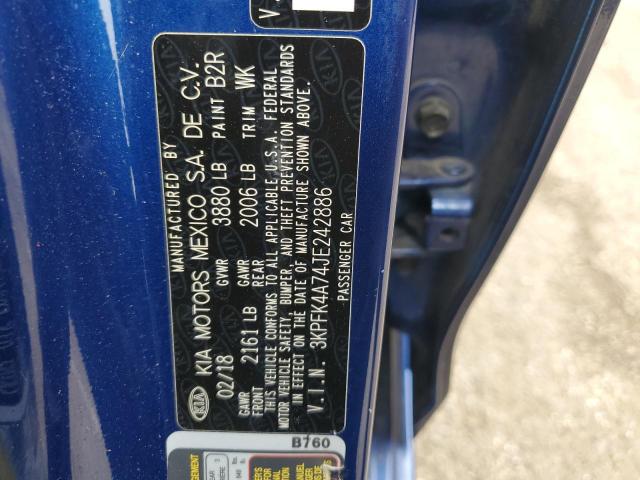 MANUFACTURED BY
KIA KIA MOTORS MEXICO S.A. DE C.V.
02/18 GVWR 3880 LB PAINT B2R
GAWR FRONT 2161 LB GAWR REAR 2006 LB TRIM WK
THIS VEHICLE CONFORMS TO ALL APPLICABLE U.S.A. FEDERAL
MOTOR VEHICLE SAFETY, BUMPER, AND THEFT PREVENTION STANDARDS
IN EFFECT ON THE DATE OF MANUFACTURE SHOWN ABOVE.
V.I.N. 3KPFK4A74JE242886
PASSENGER CAR
B760